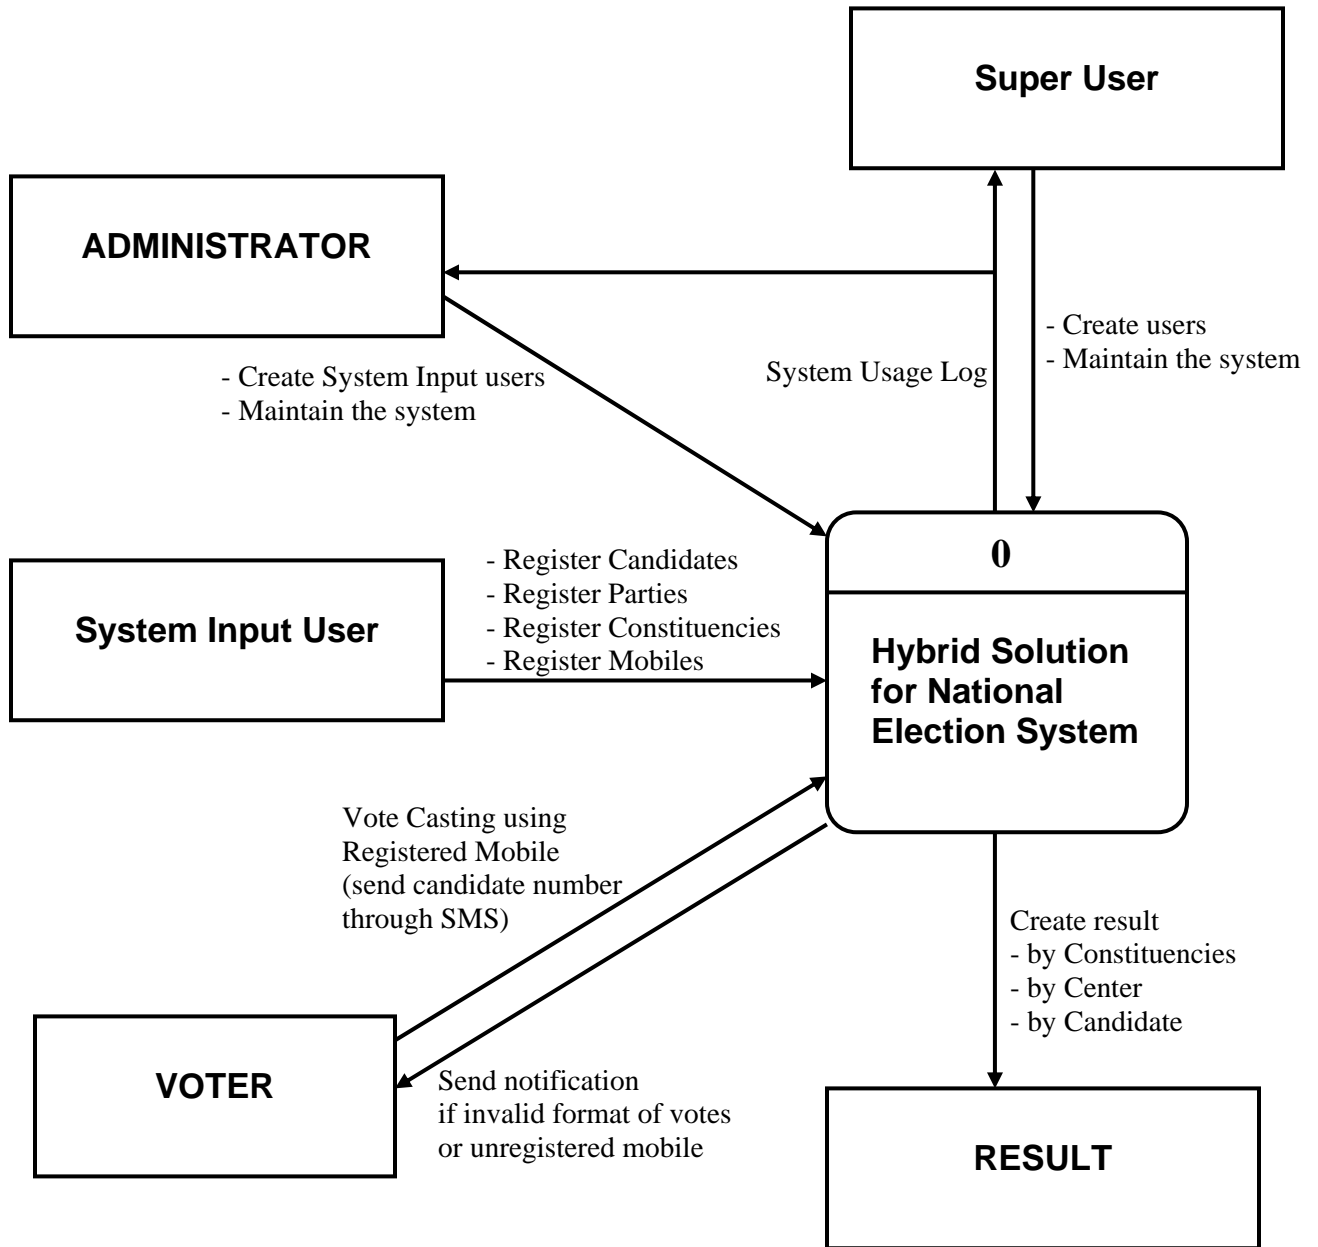 Super User
ADMINISTRATOR
- Create users
- Maintain the system
System Usage Log
- Create System Input users
- Maintain the system
0
Hybrid Solution
for National
Election System
System Input User
- Register Candidates
- Register Parties
- Register Constituencies
- Register Mobiles
Vote Casting using
Registered Mobile
(send candidate number
through SMS)
VOTER
Send notification
if invalid format of votes
or unregistered mobile
Create result
- by Constituencies
- by Center
- by Candidate
RESULT